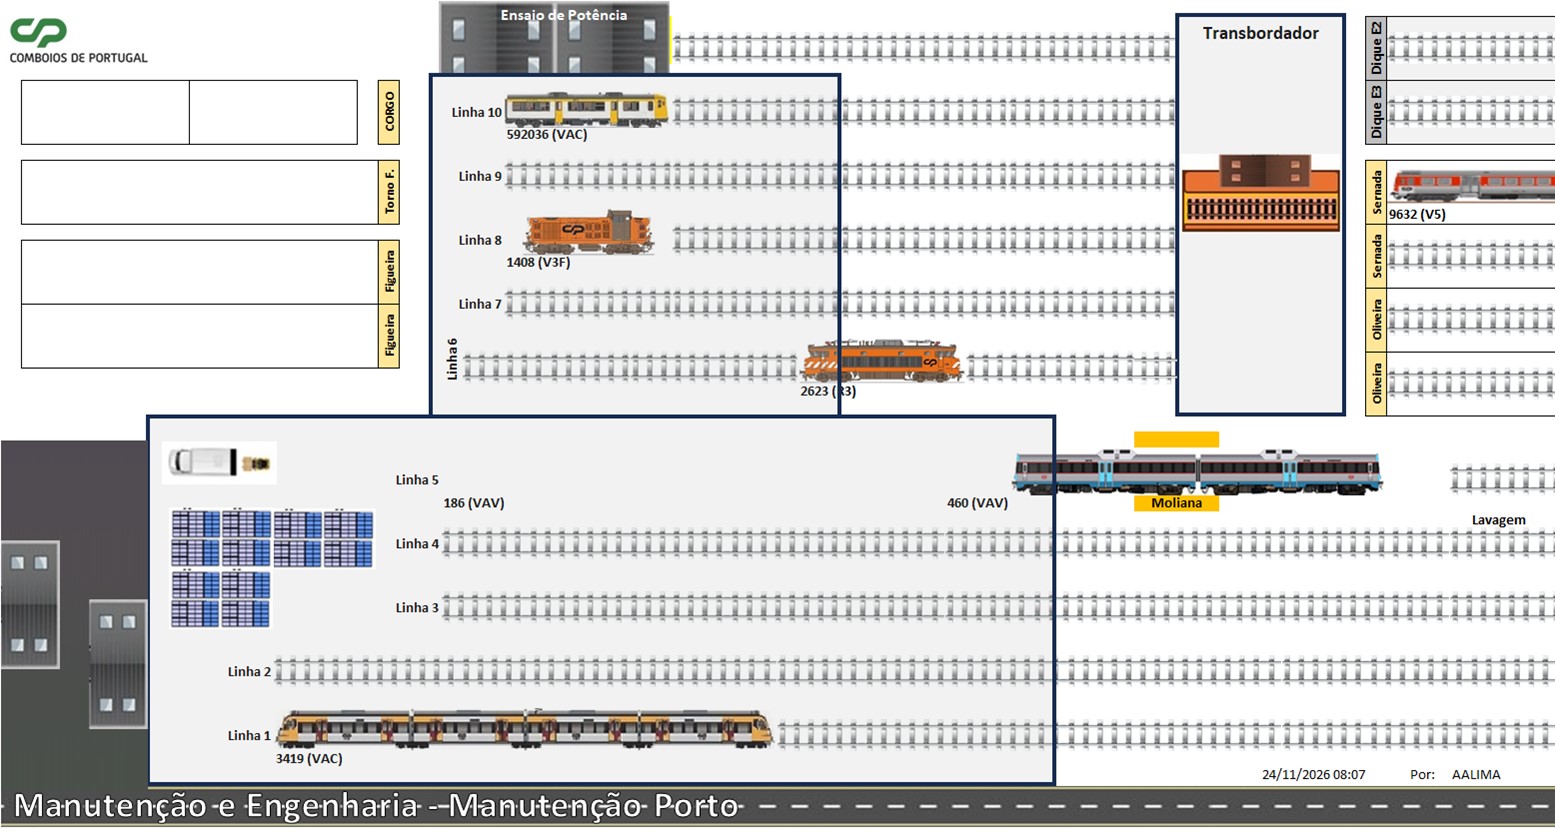 Ensaio de Potência
Transbordador
Dique E2
Dique E3
COMBOIOS DE PORTUGAL
CORGO
Linha 10
592036 (VAC)
Torno F.
Linha 9
Sernada
9632 (V5)
Linha 8
1408 (V3F)
Sernada
Figueira
Linha 7
Oliveira
Figueira
Linha 6
2623 (R3)
Oliveira
Linha 5
186 (VAV)
460 (VAV)
Moliana
Lavagem
Linha 4
Linha 3
Linha 2
Linha 1
3419 (VAC)
24/11/2026 08:07 Por: AALIMA
Manutenção e Engenharia - Manutenção Porto